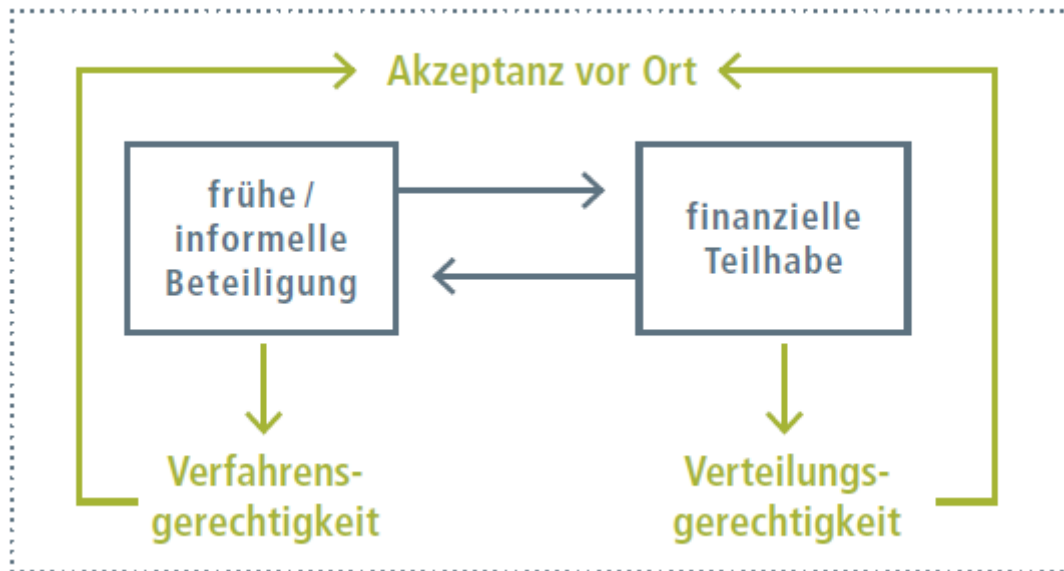 Akzeptanz vor Ort
frühe /
informelle
Beteiligung
finanzielle
Teilhabe
Verfahrens-
gerechtigkeit
Verteilungs-
gerechtigkeit